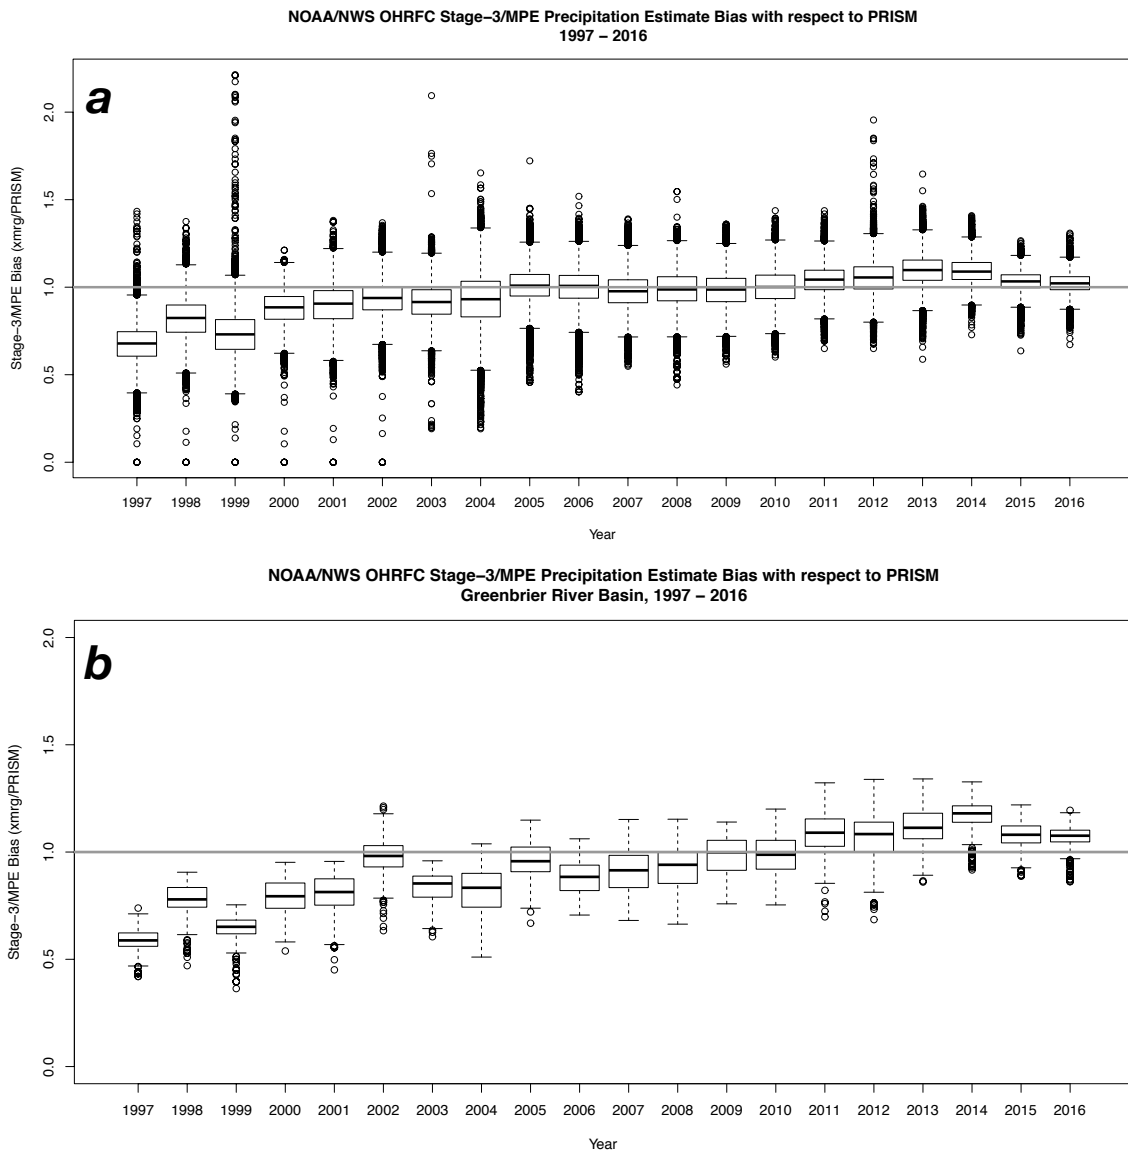 NOAA/NWS OHRFC Stage−3/MPE Precipitation Estimate Bias with respect to PRISM
1997 − 2016
a
Stage−3/MPE Bias (xmrg/PRISM)
2.0
1.5
1.0
0.5
0.0
1997 1998 1999 2000 2001 2002 2003 2004 2005 2006 2007 2008 2009 2010 2011 2012 2013 2014 2015 2016
Year
NOAA/NWS OHRFC Stage−3/MPE Precipitation Estimate Bias with respect to PRISM
Greenbrier River Basin, 1997 − 2016
b
Stage−3/MPE Bias (xmrg/PRISM)
2.0
1.5
1.0
0.5
0.0
1997 1998 1999 2000 2001 2002 2003 2004 2005 2006 2007 2008 2009 2010 2011 2012 2013 2014 2015 2016
Year